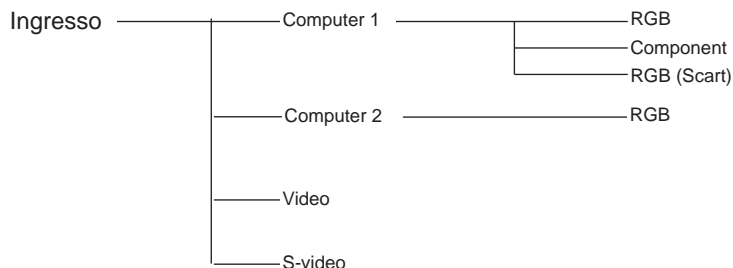 Ingresso Computer 1 RGB
Component
RGB (Scart)
Computer 2 RGB
Video
S-video